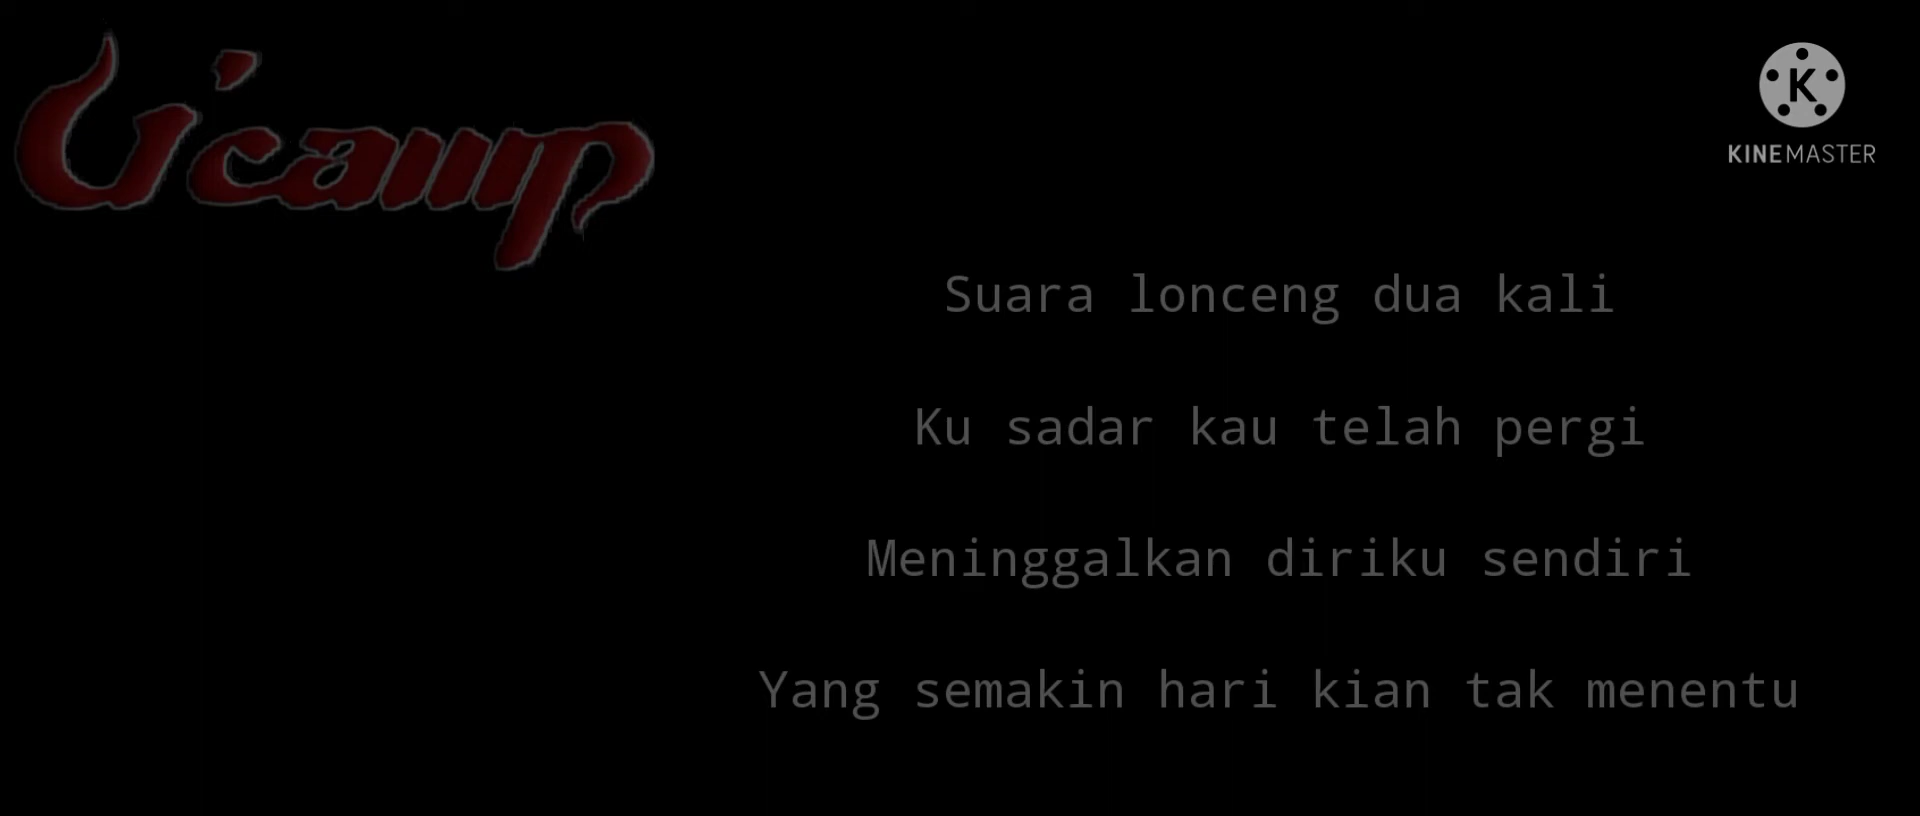 U'camp
K
KINEMASTER
Suara lonceng dua kali
Ku sadar kau telah pergi
Meninggalkan diriku sendiri
Yang semakin hari kian tak menentu